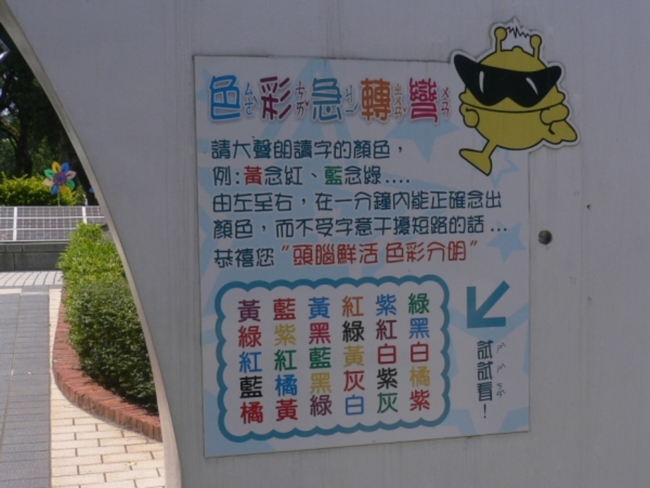 色彩急轉彎
請大聲朗讀字的顏色，
例:黃念紅、藍念綠....
由左至右，在一分鐘內能正確念出
顏色，而不受字意干擾短路的話...
恭禧您"頭腦鮮活 色彩分明"
黃藍黃紅紫綠
綠紫黑綠紅黑
紅紅藍黃白白
藍橘黑灰紫橘
橘黃綠白灰紫
試試看！